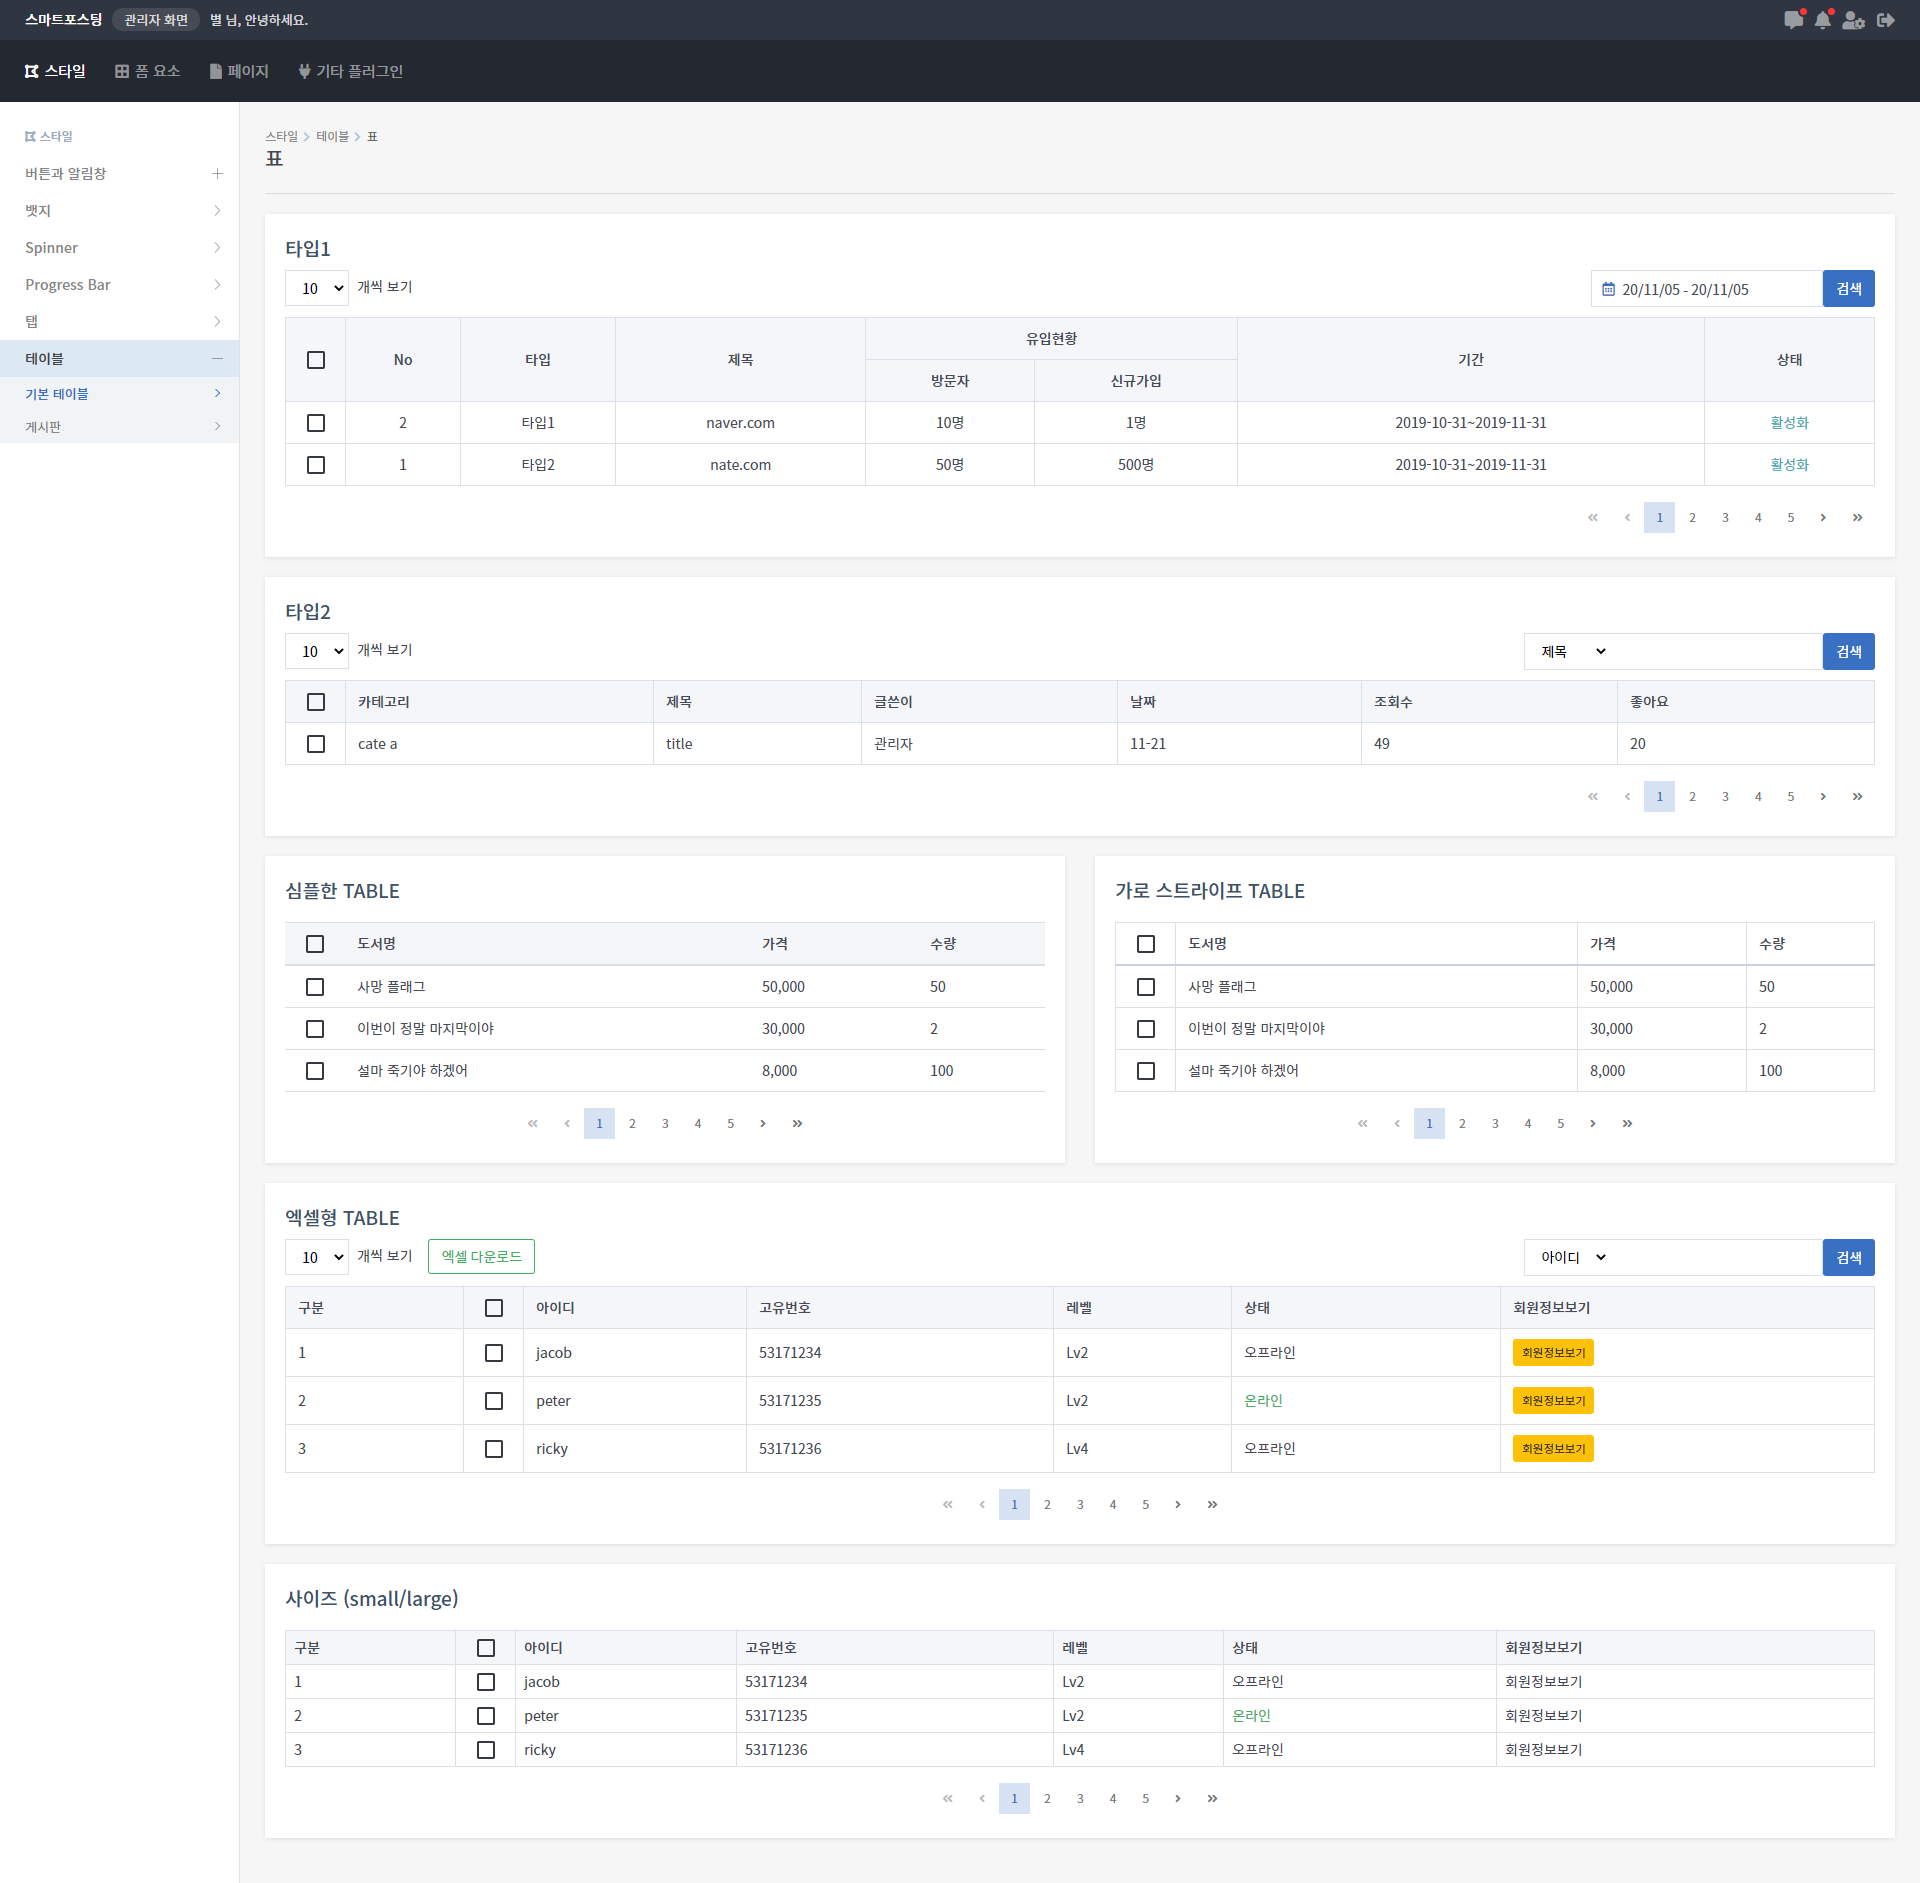 스마트포스팅 관리자 화면 별 님, 안녕하세요.
스타일 폼 요소 페이지 기타 플러그인
스타일
버튼과 알림창
뱃지
Spinner
Progress Bar
탭
테이블
기본 테이블
게시판
스타일 > 테이블 > 표
표
타입1
10 개씩 보기 20/11/05 - 20/11/05 검색
No 타입 제목 유입현황 기간 상태
방문자 신규가입
2 타입1 naver.com 10명 1명 2019-10-31~2019-11-31 활성화
1 타입2 nate.com 50명 500명 2019-10-31~2019-11-31 활성화
« ‹ 1 2 3 4 5 › »
타입2
10 개씩 보기 제목 검색
카테고리 제목 글쓴이 날짜 조회수 좋아요
cate a title 관리자 11-21 49 20
« ‹ 1 2 3 4 5 › »
심플한 TABLE
도서명 가격 수량
사망 플래그 50,000 50
이번이 정말 마지막이야 30,000 2
설마 죽기야 하겠어 8,000 100
« ‹ 1 2 3 4 5 › »
가로 스트라이프 TABLE
도서명 가격 수량
사망 플래그 50,000 50
이번이 정말 마지막이야 30,000 2
설마 죽기야 하겠어 8,000 100
« ‹ 1 2 3 4 5 › »
엑셀형 TABLE
10 개씩 보기 엑셀 다운로드 아이디 검색
구분 아이디 고유번호 레벨 상태 회원정보보기
1 jacob 53171234 Lv2 오프라인 회원정보보기
2 peter 53171235 Lv2 온라인 회원정보보기
3 ricky 53171236 Lv4 오프라인 회원정보보기
« ‹ 1 2 3 4 5 › »
사이즈 (small/large)
구분 아이디 고유번호 레벨 상태 회원정보보기
1 jacob 53171234 Lv2 오프라인 회원정보보기
2 peter 53171235 Lv2 온라인 회원정보보기
3 ricky 53171236 Lv4 오프라인 회원정보보기
« ‹ 1 2 3 4 5 › »